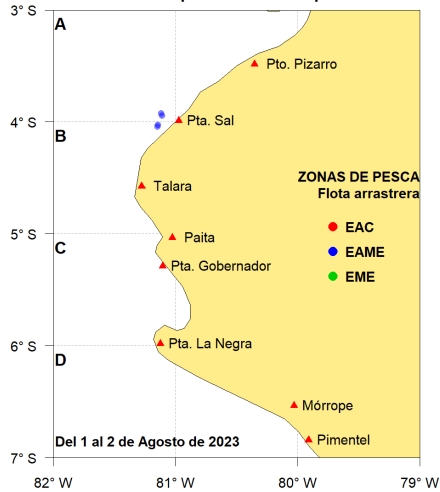 3° S
A
Pto. Pizarro
4° S
Pta. Sal
B
ZONAS DE PESCA
Talara
Flota arrastrera
EAC
5° S
Paita
C
EAME
Pta. Gobernador
EME
6° S
Pta. La Negra
D
Mórrope
Del 1 al 2 de Agosto de 2023
Pimentel
7° S
82° W
81° W
80° W
79° W